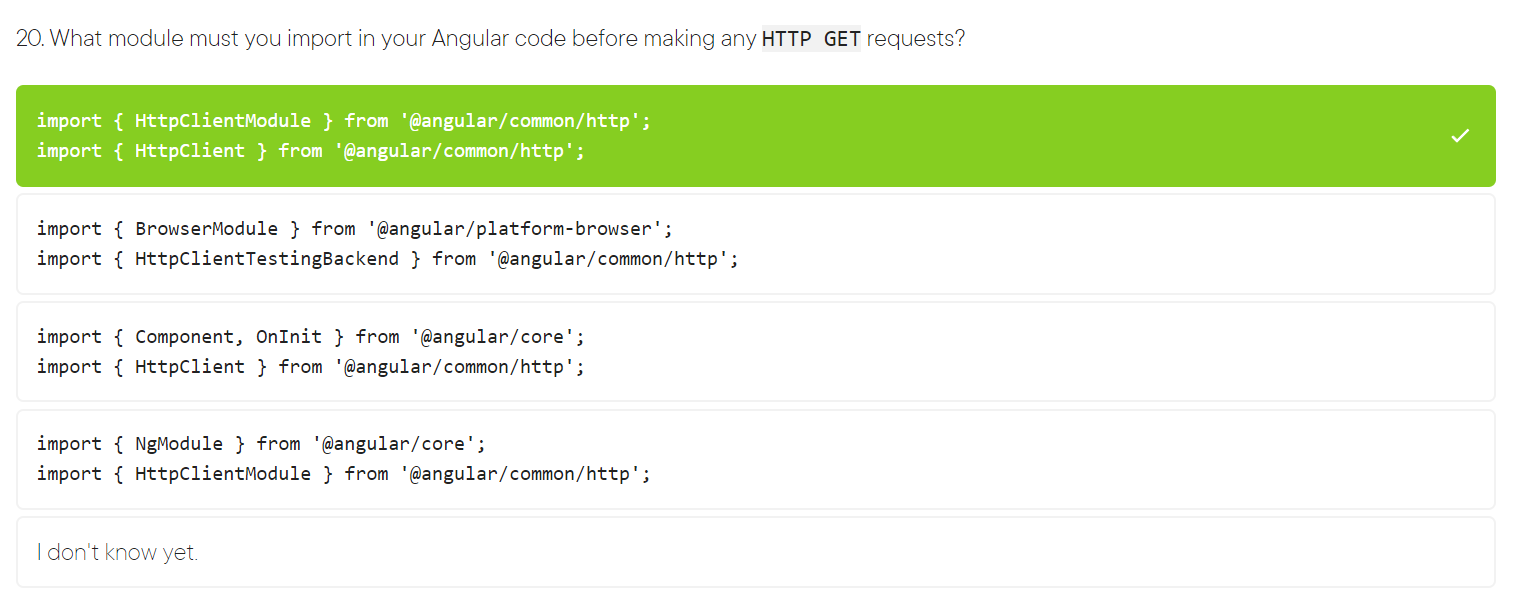 20. What module must you import in your Angular code before making any HTTP GET requests?
import { HttpClientModule } from '@angular/common/http';
import { HttpClient } from '@angular/common/http';
import { BrowserModule } from '@angular/platform-browser';
import { HttpClientTestingBackend } from '@angular/common/http';
import { Component, OnInit } from '@angular/core';
import { HttpClient } from '@angular/common/http';
import { NgModule } from '@angular/core';
import { HttpClientModule } from '@angular/common/http';
I don't know yet.